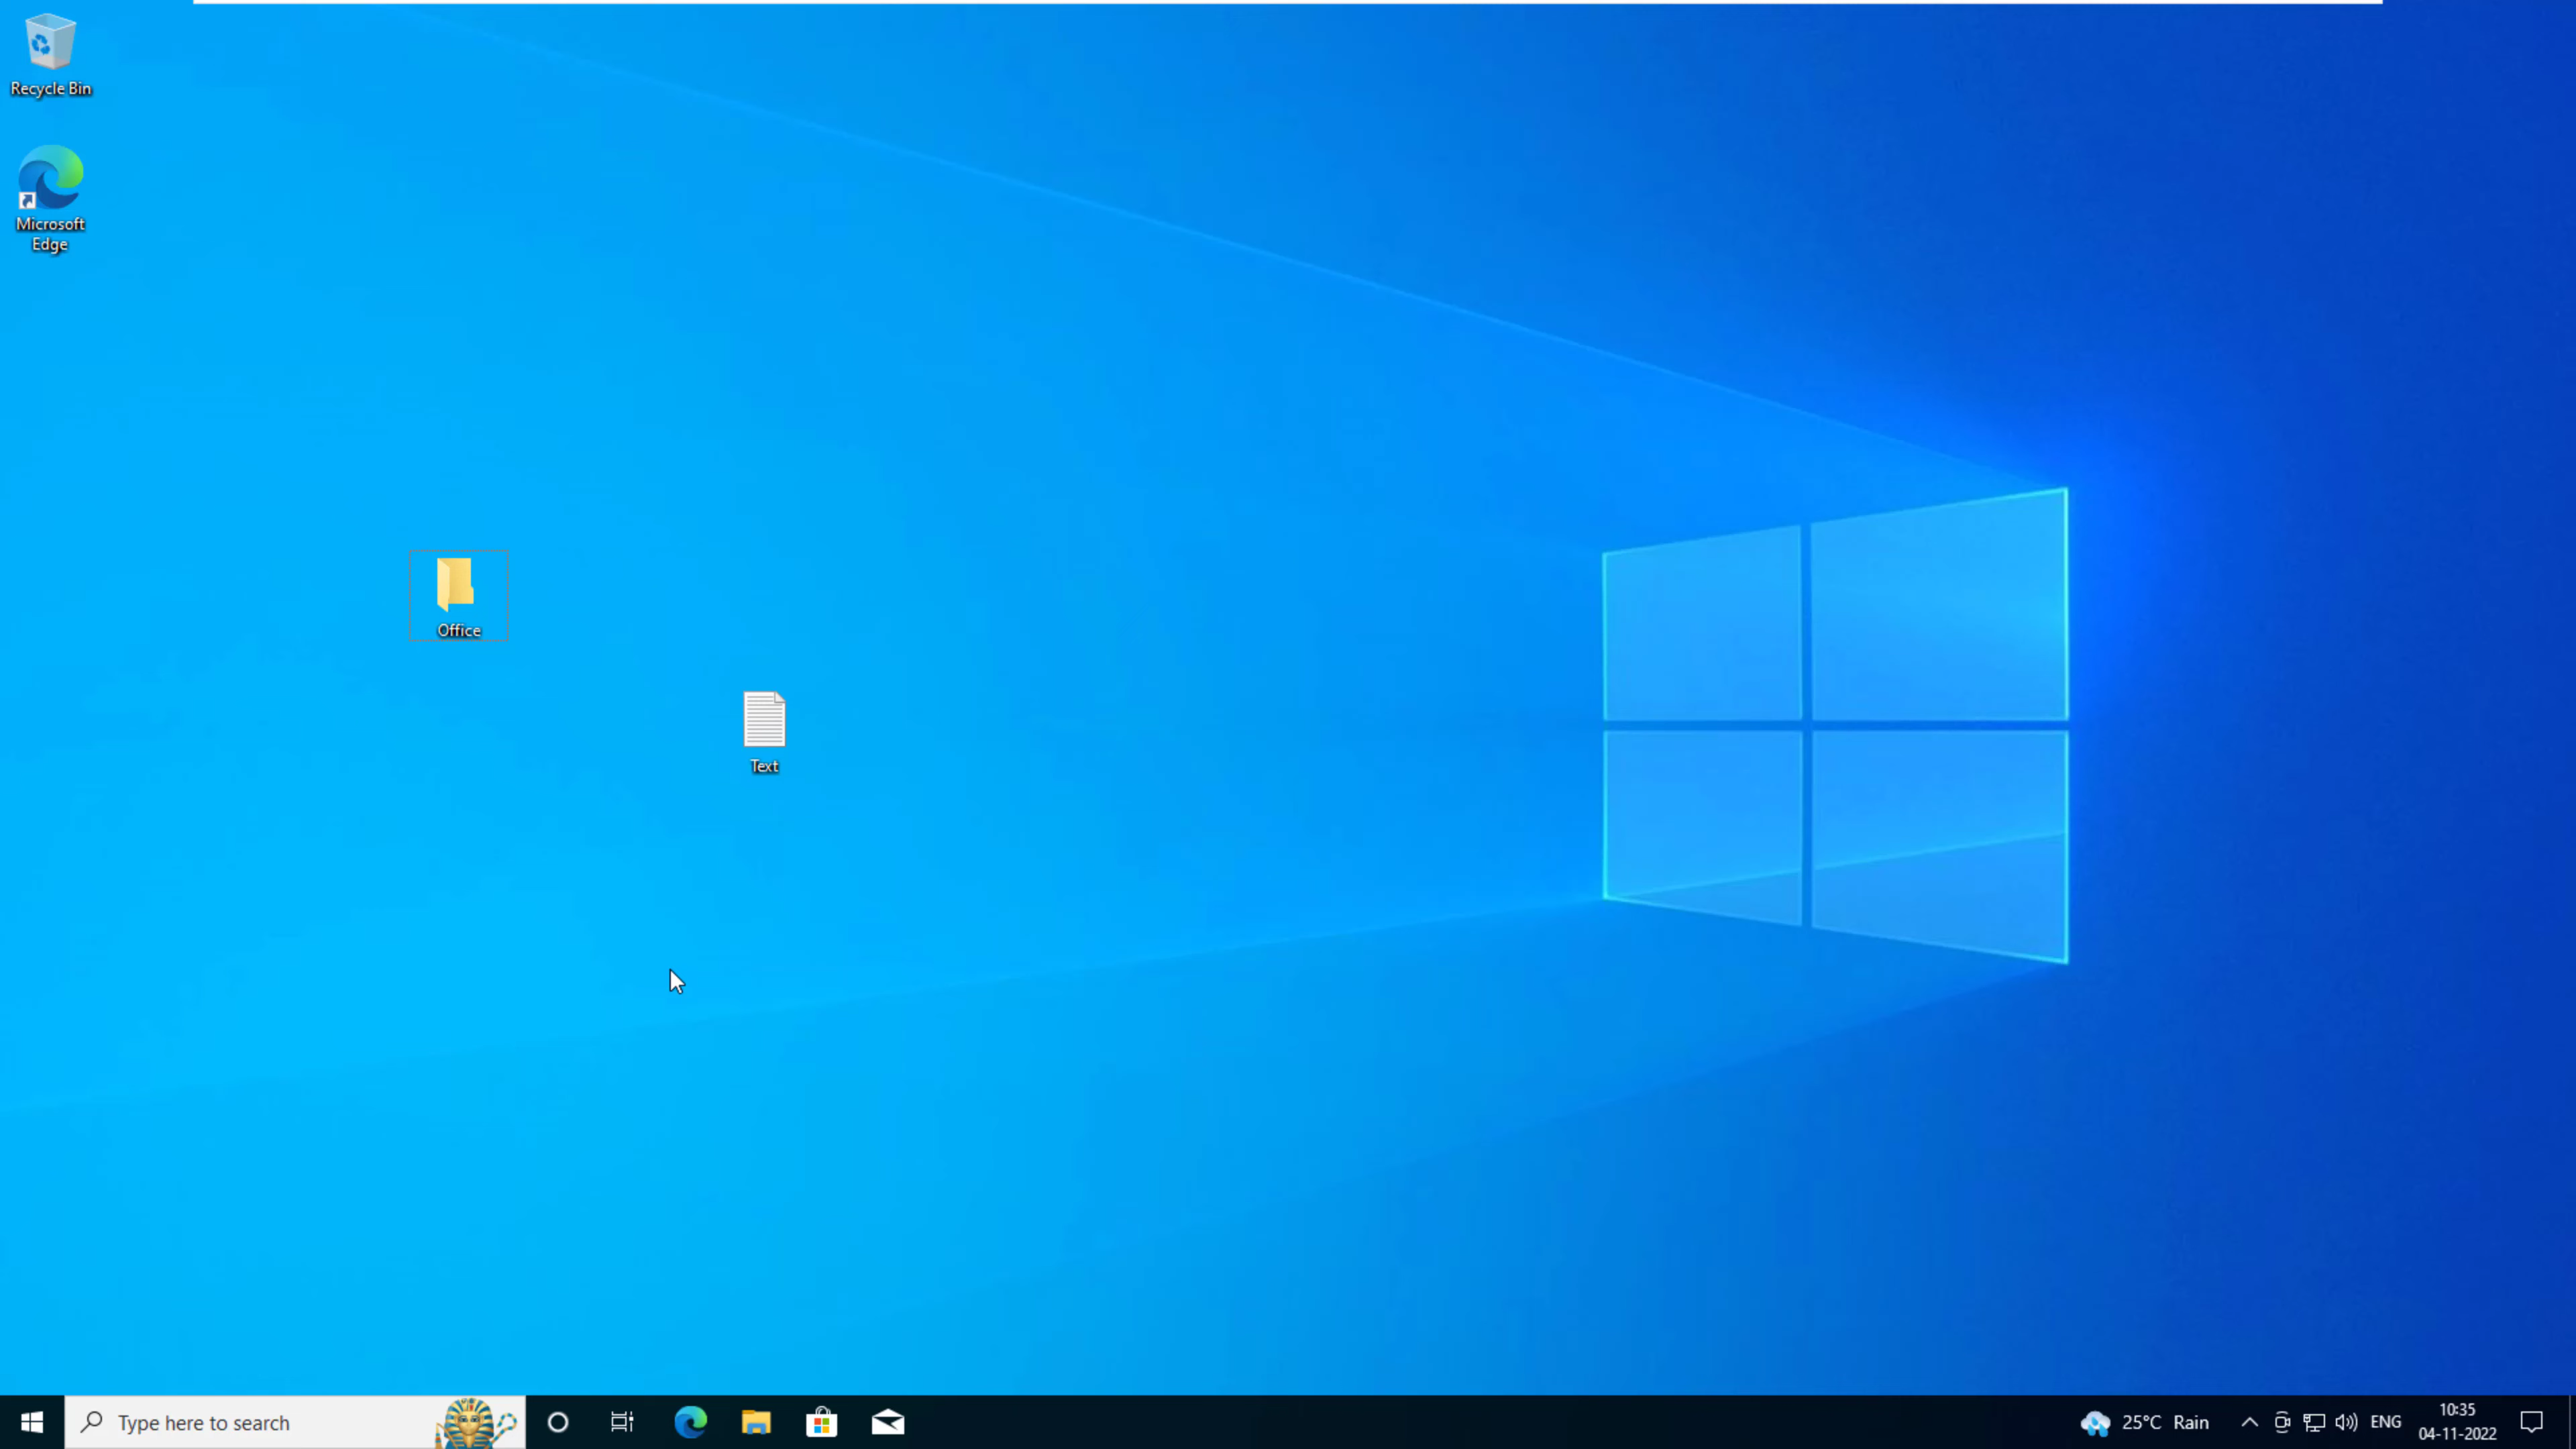 Recycle Bin
Microsoft
Edge
Office
Text
Type here to search
25°C Rain
ENG
10:35
04-11-2022